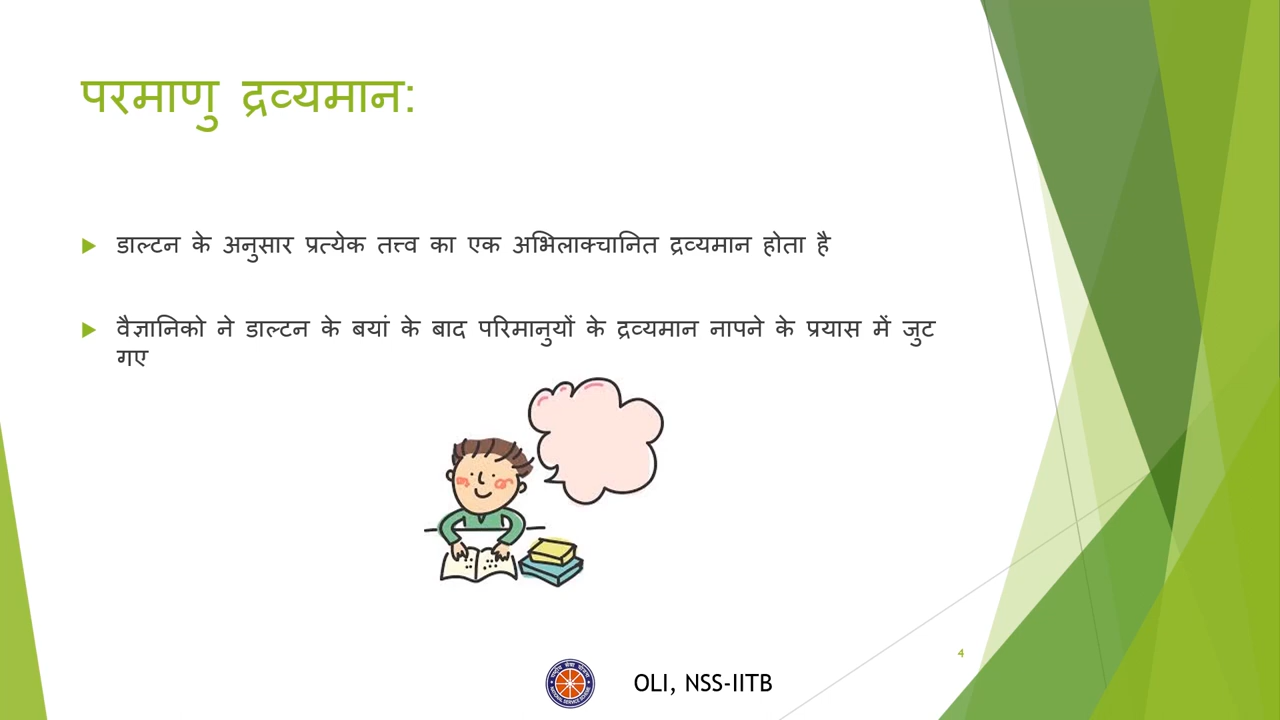 परमाणु द्रव्यमान:
डाल्टन के अनुसार प्रत्येक तत्त्व का एक अभिलाक्चानित द्रव्यमान होता है
वैज्ञानिको ने डाल्टन के बयां के बाद परिमानुयों के द्रव्यमान नापने के प्रयास में जुट
गए
4
OLI, NSS-IITB